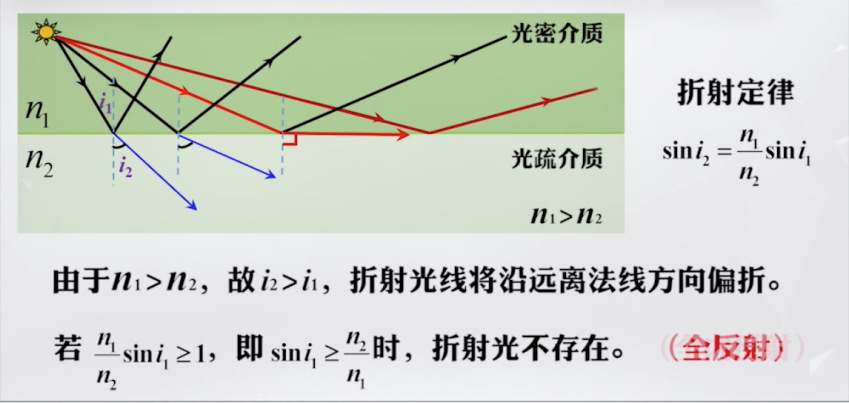 光密介质
n₁
i₁
折射定律
sin i₂ = n₁/n₂ sin i₁
n₂
i₂
光疏介质
n₁>n₂
由于n₁>n₂，故i₂>i₁，折射光线将沿远离法线方向偏折。
若 n₁/n₂ sin i₁ ≥1，即 sin i₁ ≥ n₂/n₁ 时，折射光不存在。（全反射）